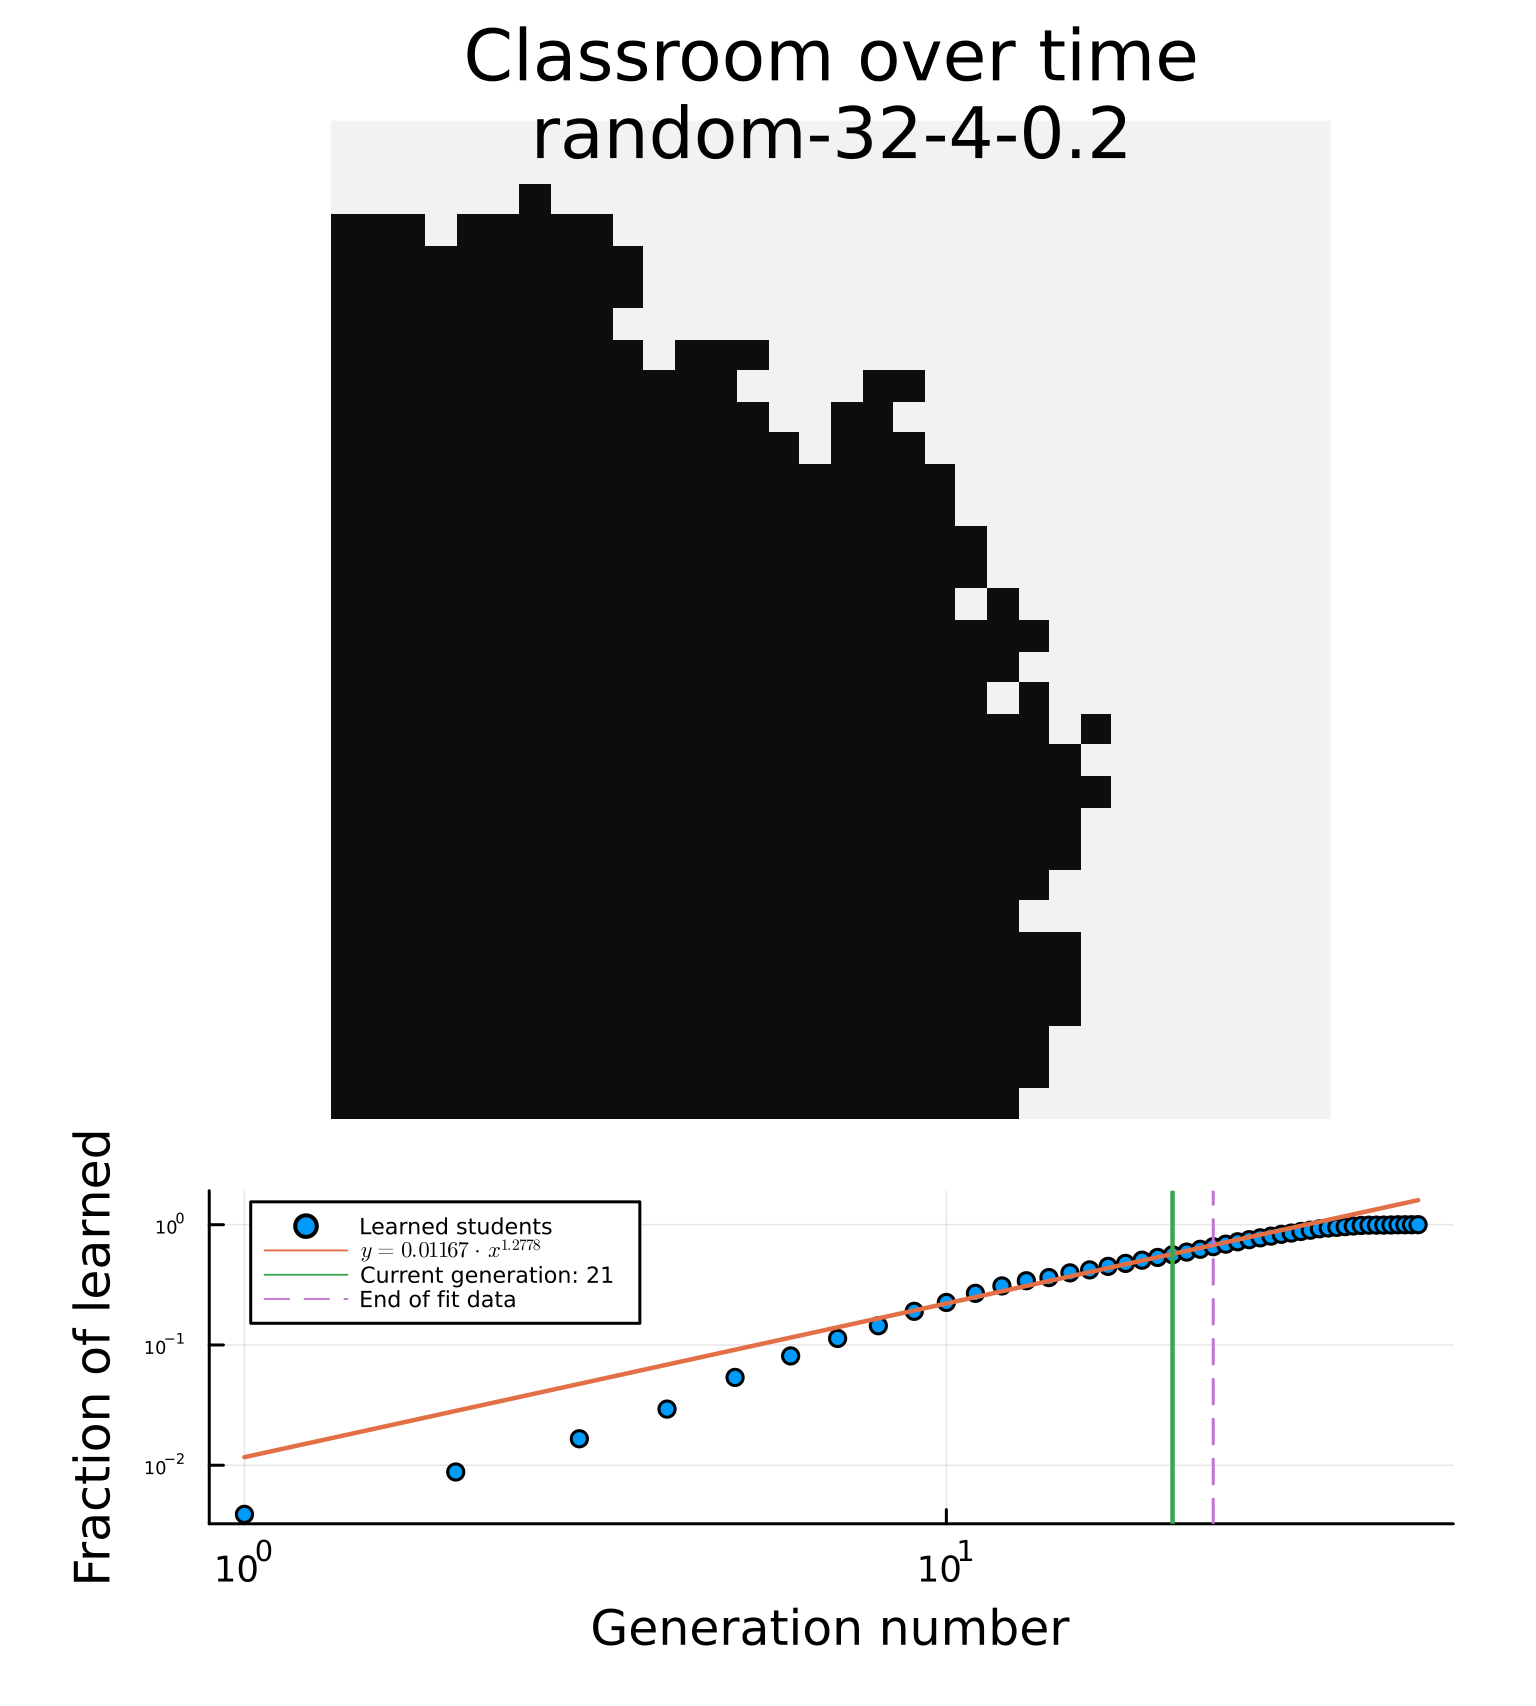 Classroom over time
random-32-4-0.2
Fraction of learned
10^0
10^-1
10^-2
Learned students
y = 0.01167 · x^1.2778
Current generation: 21
End of fit data
10^0
10^1
Generation number